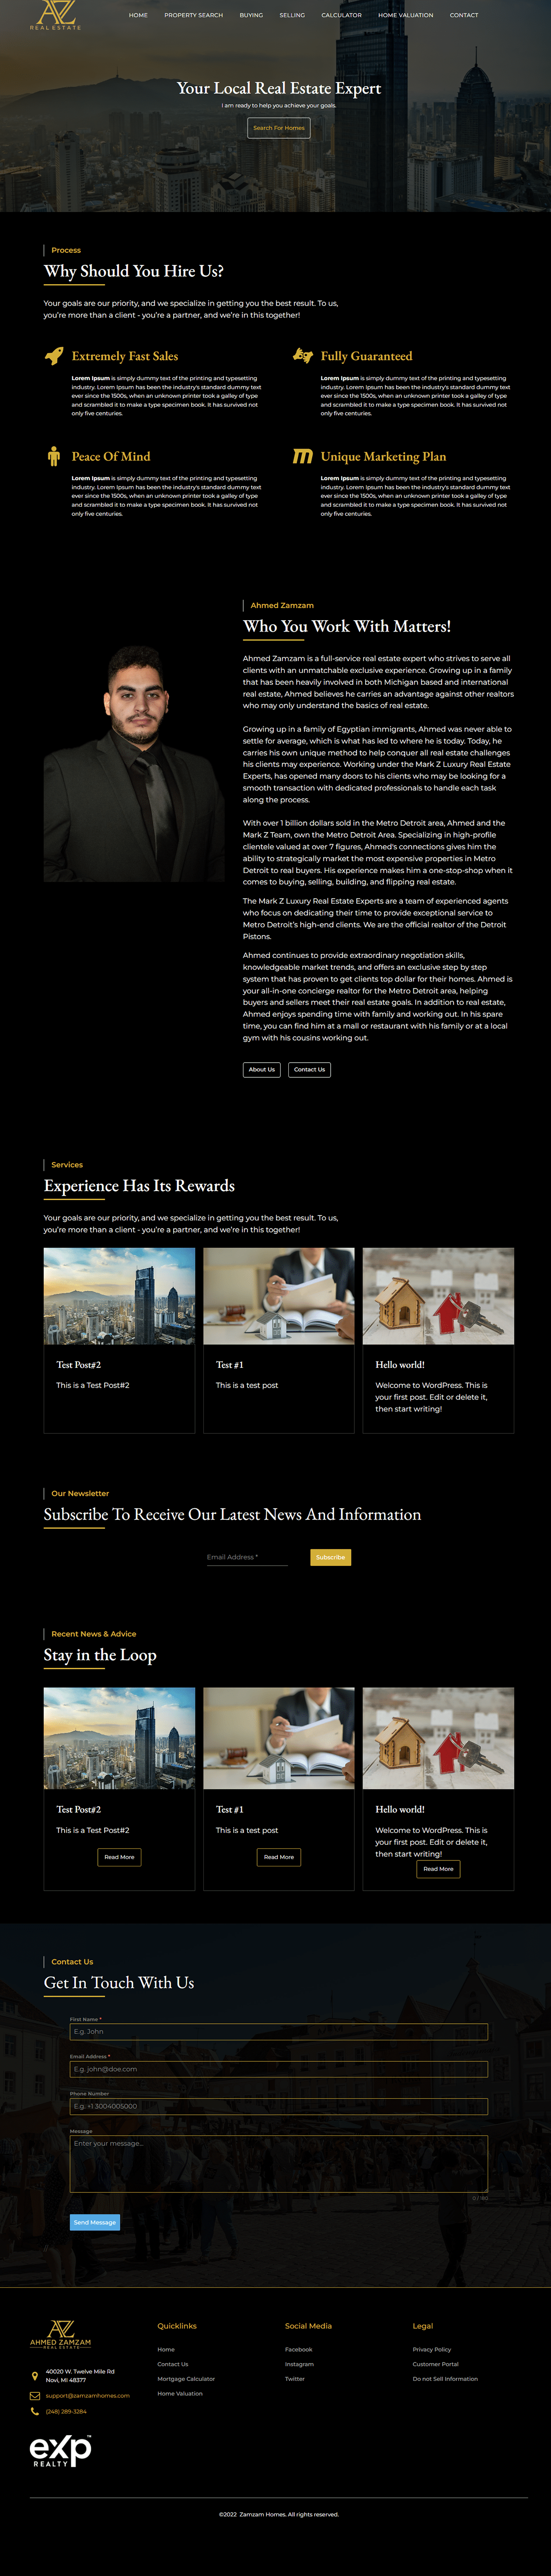 AZ
REAL ESTATE
HOME
PROPERTY SEARCH
BUYING
SELLING
CALCULATOR
HOME VALUATION
CONTACT
Your Local Real Estate Expert
I am ready to help you achieve your goals.
Search For Homes
Process
Why Should You Hire Us?
Your goals are our priority, and we specialize in getting you the best result. To us,
you're more than a client - you're a partner, and we're in this together!
Extremely Fast Sales
Lorem Ipsum is simply dummy text of the printing and typesetting
industry. Lorem Ipsum has been the industry's standard dummy text
ever since the 1500s, when an unknown printer took a galley of type
and scrambled it to make a type specimen book. It has survived not
only five centuries.
Fully Guaranteed
Lorem Ipsum is simply dummy text of the printing and typesetting
industry. Lorem Ipsum has been the industry's standard dummy text
ever since the 1500s, when an unknown printer took a galley of type
and scrambled it to make a type specimen book. It has survived not
only five centuries.
Peace Of Mind
Lorem Ipsum is simply dummy text of the printing and typesetting
industry. Lorem Ipsum has been the industry's standard dummy text
ever since the 1500s, when an unknown printer took a galley of type
and scrambled it to make a type specimen book. It has survived not
only five centuries.
Unique Marketing Plan
Lorem Ipsum is simply dummy text of the printing and typesetting
industry. Lorem Ipsum has been the industry's standard dummy text
ever since the 1500s, when an unknown printer took a galley of type
and scrambled it to make a type specimen book. It has survived not
only five centuries.
Ahmed Zamzam
Who You Work With Matters!
Ahmed Zamzam is a full-service real estate expert who strives to serve all
clients with an unmatchable exclusive experience. Growing up in a family
that has been heavily involved in both Michigan based and international
real estate, Ahmed believes he carries an advantage against other realtors
who may only understand the basics of real estate.
Growing up in a family of Egyptian immigrants, Ahmed was never able to
settle for average, which is what has led to where he is today. Today, he
carries his own unique method to help conquer all real estate challenges
his clients may experience. Working under the Mark Z Luxury Real Estate
Experts, has opened many doors to his clients who may be looking for a
smooth transaction with dedicated professionals to handle each task
along the process.
With over 1 billion dollars sold in the Metro Detroit area, Ahmed and the
Mark Z Team, own the Metro Detroit Area. Specializing in high-profile
clientele valued at over 7 figures, Ahmed's connections gives him the
ability to strategically market the most expensive properties in Metro
Detroit to real buyers. His experience makes him a one-stop-shop when it
comes to buying, selling, building, and flipping real estate.
The Mark Z Luxury Real Estate Experts are a team of experienced agents
who focus on dedicating their time to provide exceptional service to
Metro Detroit's high-end clients. We are the official realtor of the Detroit
Pistons.
Ahmed continues to provide extraordinary negotiation skills,
knowledgeable market trends, and offers an exclusive step by step
system that has proven to get clients top dollar for their homes. Ahmed is
your all-in-one concierge realtor for the Metro Detroit area, helping
buyers and sellers meet their real estate goals. In addition to real estate,
Ahmed enjoys spending time with family and working out. In his spare
time, you can find him at a mall or restaurant with his family or at a local
gym with his cousins working out.
About Us
Contact Us
Services
Experience Has Its Rewards
Your goals are our priority, and we specialize in getting you the best result. To us,
you're more than a client - you're a partner, and we're in this together!
Test Post#2
This is a Test Post#2
Test #1
This is a test post
Hello world!
Welcome to WordPress. This is
your first post. Edit or delete it,
then start writing!
Our Newsletter
Subscribe To Receive Our Latest News And Information
Email Address *
Subscribe
Recent News & Advice
Stay in the Loop
Test Post#2
This is a Test Post#2
Read More
Test #1
This is a test post
Read More
Hello world!
Welcome to WordPress. This is
your first post. Edit or delete it,
then start writing!
Read More
Contact Us
Get In Touch With Us
First Name *
E.g. John
Email Address *
E.g. john@doe.com
Phone Number
E.g. +1 3004005000
Message
Enter your message...
0 / 180
Send Message
AZ
AHMED ZAMZAM
REAL ESTATE
40020 W. Twelve Mile Rd
Novi, MI 48377
support@zamzamhomes.com
(248) 289-3284
eXp
REALTY
Quicklinks
Home
Contact Us
Mortgage Calculator
Home Valuation
Social Media
Facebook
Instagram
Twitter
Legal
Privacy Policy
Customer Portal
Do not Sell Information
©2022 Zamzam Homes. All rights reserved.